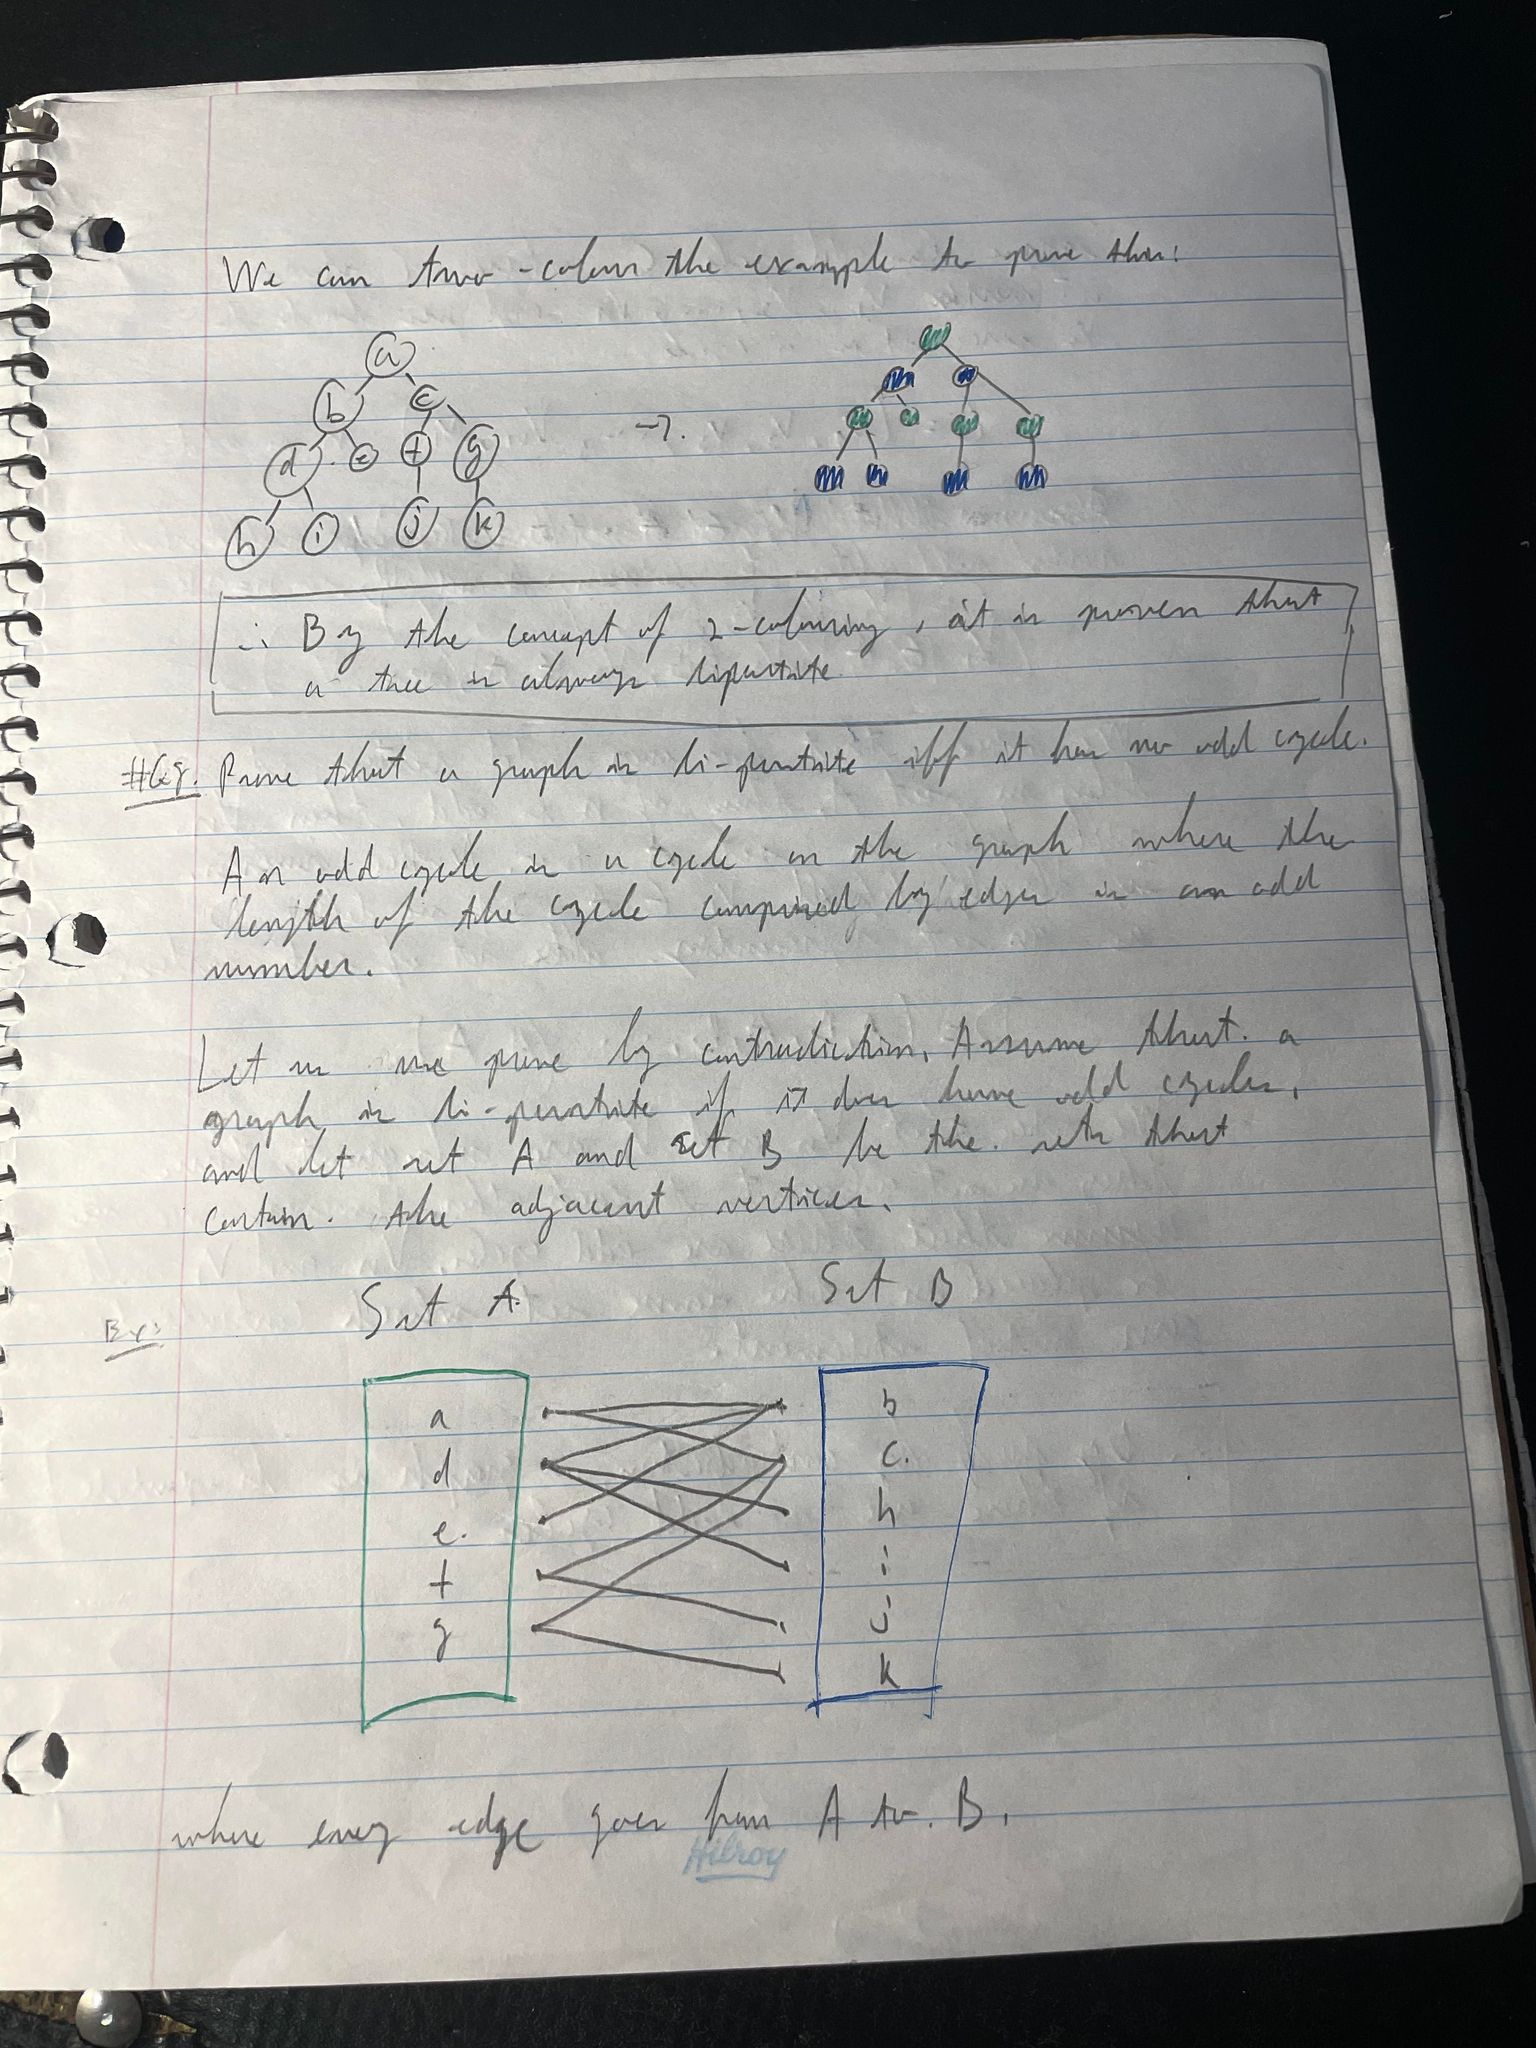 We can two-colour the example to prove this:
a
b c
d e f g
h i j k
→
∴ By the concept of 2-colouring, it is proven that
a tree is always bipartite
#Q8. Prove that a graph is bi-partite iff it has no odd cycle.
An odd cycle is a cycle in the graph where the
length of the cycle comprised by edges is an odd
number.
Let us prove by contradiction. Assume that a
graph is bi-partite if it does have odd cycles,
and let set A and set B be the sets that
contain the adjacent vertices.
Set A Set B
Ex:
a b
d c.
e. h
f i
g j
k
where every edge goes from A to B.
Hilroy